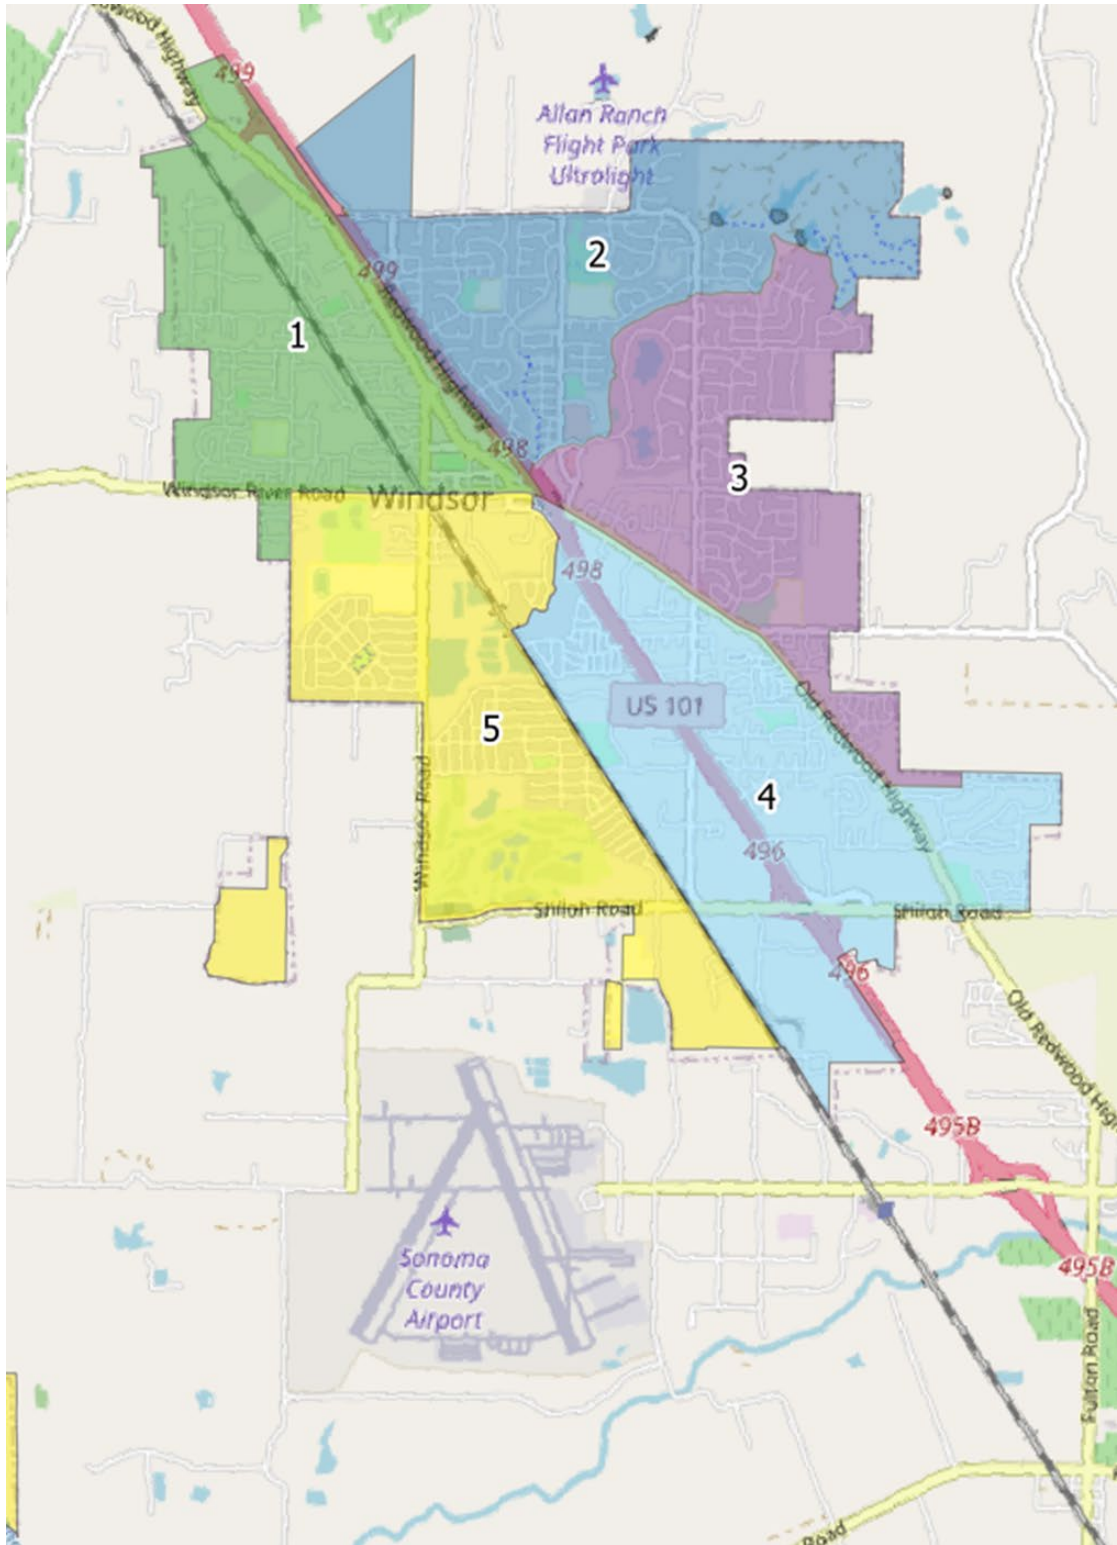 499
Allan Ranch
Flight Park
Ultralight
2
499
1
Redwood Highway
498
3
Windsor River Road
Windsor
498
US 101
5
4
Old Redwood Highway
Windsor Road
496
Shiloh Road
Shiloh Road
496
495B
Sonoma
County
Airport
495B
Fulton Road
Road